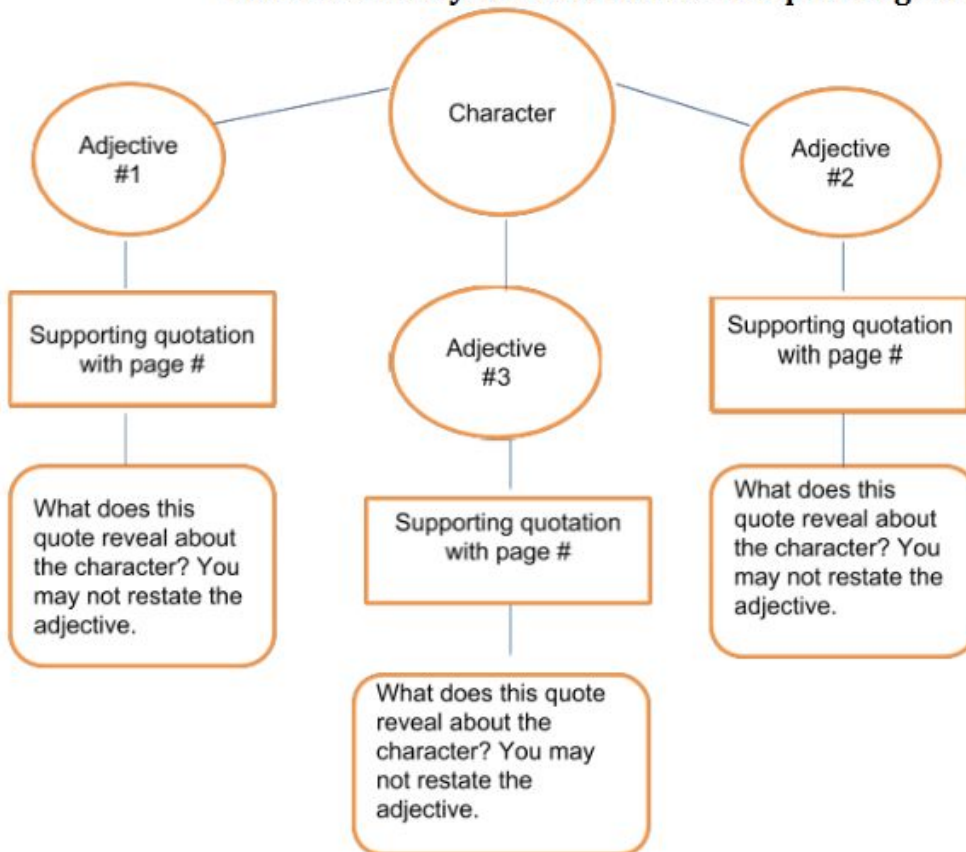 Character
Adjective
#1
Adjective
#2
Supporting quotation
with page #
Adjective
#3
Supporting quotation
with page #
What does this
quote reveal about
the character? You
may not restate the
adjective.
Supporting quotation
with page #
What does this
quote reveal about
the character? You
may not restate the
adjective.
What does this quote
reveal about the
character? You may
not restate the
adjective.